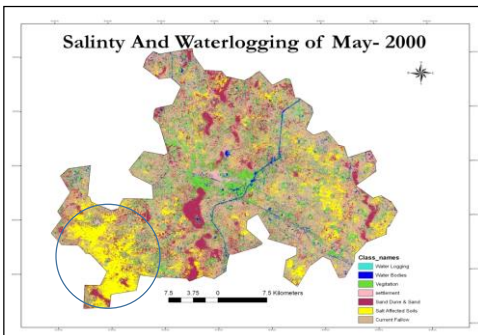 Salinty And Waterlogging of May- 2000
Class_names
Water Logging
Water Bodies
Vegitation
settlement
Sand Dune & Sand
Salt Affected Soils
Current Fallow
7.5 3.75 0 7.5 Kilometers